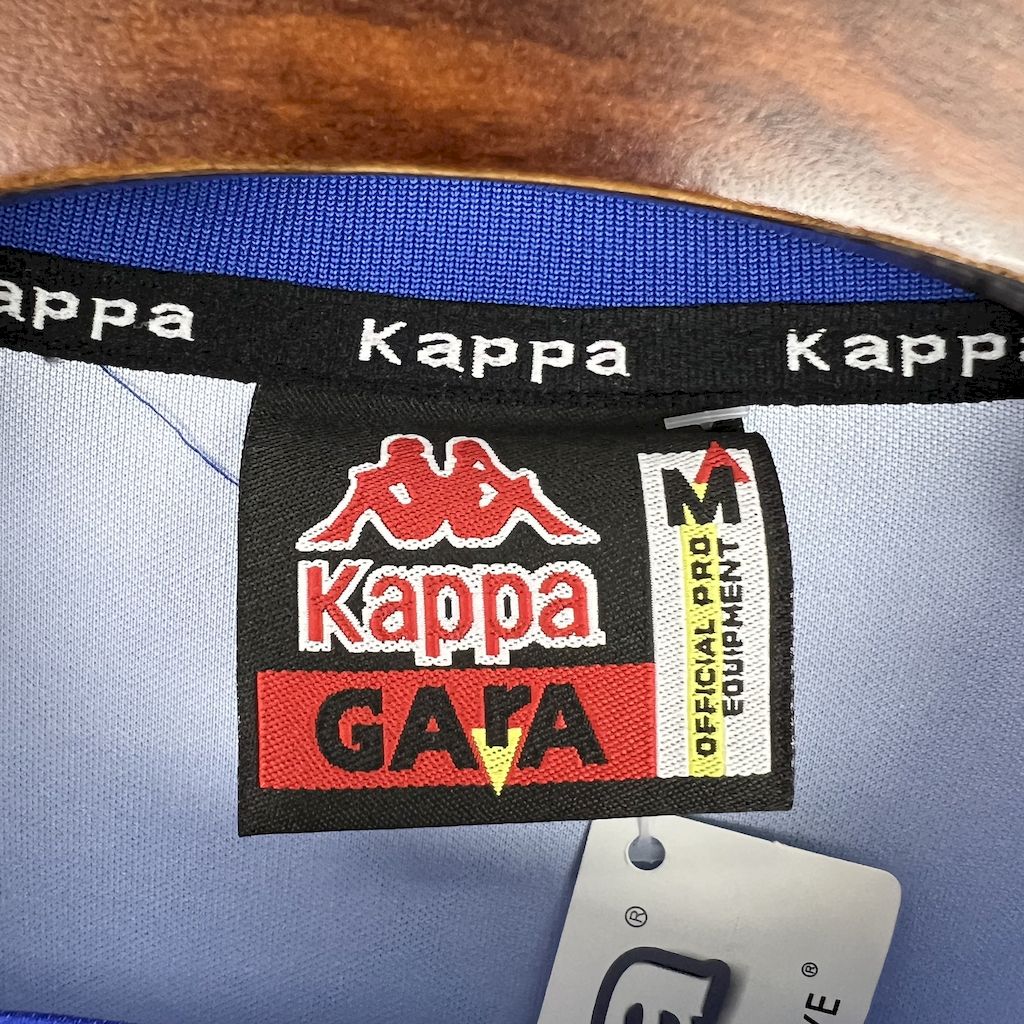 Kappa Kappa Kappa
Kappa
GArA
M
OFFICIAL PRO
EQUIPMENT
®
®